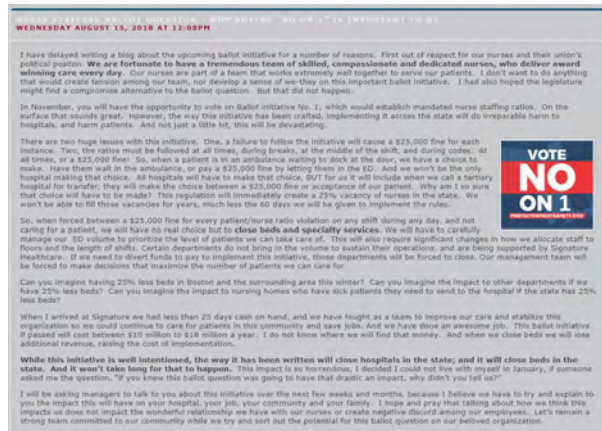 NURSE STAFFING BALLOT QUESTION - WHY VOTING "NO ON 1" IS IMPORTANT TO US
WEDNESDAY AUGUST 15, 2018 AT 12:08PM
I have delayed writing a blog about the upcoming ballot initiative for a number of reasons. First out of respect for our nurses and their union's
political positon. We are fortunate to have a tremendous team of skilled, compassionate and dedicated nurses, who deliver award
winning care every day. Our nurses are part of a team that works extremely well together to serve our patients. I don't want to do anything
that would create tension among our team, nor develop a sense of we-they on this important ballot initiative. I had also hoped the legislature
might find a compromise alternative to the ballot question. But that did not happen.
In November, you will have the opportunity to vote on Ballot initiative No. 1; which would establish mandated nurse staffing ratios. On the
surface that sounds great. However, the way this initiative has been crafted, implementing it across the state will do irreparable harm to
hospitals, and harm patients. And not just a little bit, this will be devastating.
There are two huge issues with this initiative. One, a failure to follow the initiative will cause a $25,000 fine for each
instance. Two, the ratios must be followed at all times, during breaks, at the middle of the shift, and during codes. At
all times, or a $25,000 fine! So, when a patient is in an ambulance waiting to dock at the door, we have a choice to
make. Have them wait in the ambulance, or pay a $25,000 fine by letting them in the ED. And we won't be the only
hospital making that choice. All hospitals will have to make that choice, BUT for us it will include when we call a tertiary
hospital for transfer; they will make the choice between a $25,000 fine or acceptance of our patient. Why am I so sure
that choice will have to be made? This regulation will immediately create a 25% vacancy of nurses in the state. We
won't be able to fill those vacancies for years, much less the 60 days we will be given to implement the rules.
VOTE
NO
ON 1
PROTECTPATIENTSAFETY.COM
So, when forced between a $25,000 fine for every patient/nurse ratio violation on any shift during any day, and not
caring for a patient, we will have no real choice but to close beds and specialty services. We will have to carefully
manage our ED volume to prioritize the level of patients we can take care of. This will also require significant changes in how we allocate staff to
floors and the length of shifts. Certain departments do not bring in the volume to sustain their operations, and are being supported by Signature
Healthcare. If we need to divert funds to pay to implement this initiative, those departments will be forced to close. Our management team will
be forced to make decisions that maximize the number of patients we can care for.
Can you imagine having 25% less beds in Boston and the surrounding area this winter? Can you imagine the impact to other departments if we
have 25% less beds? Can you imagine the impact to nursing homes who have sick patients they need to send to the hospital if the state has 25%
less beds?
When I arrived at Signature we had less than 25 days cash on hand, and we have fought as a team to improve our care and stabilize this
organization so we could continue to care for patients in this community and save jobs. And we have done an awesome job. This ballot initiative
if passed will cost between $10 million to $16 million a year. I do not know where we will find that money. And when we close beds we will lose
additional revenue, raising the cost of implementation.
While this initiative is well intentioned, the way it has been written will close hospitals in the state; and it will close beds in the
state. And it won't take long for that to happen. This impact is so horrendous, I decided I could not live with myself in January, if someone
asked me the question, "if you knew this ballot question was going to have that drastic an impact, why didn't you tell us?"
I will be asking managers to talk to you about this initiative over the next few weeks and months, because I believe we have to try and explain to
you the impact this will have on your hospital, your job, your community and your family. I hope and pray that talking about how we think this
impacts us does not impact the wonderful relationship we have with our nurses or create negative discord among our employees. Let's remain a
strong team committed to our community while we try and sort out the potential for this ballot question on our beloved organization.